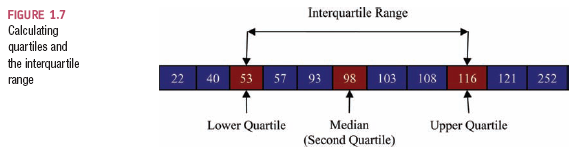 FIGURE 1.7
Calculating
quartiles and
the interquartile
range
Interquartile Range
22 40 53 57 93 98 103 108 116 121 252
Lower Quartile Median Upper Quartile
(Second Quartile)